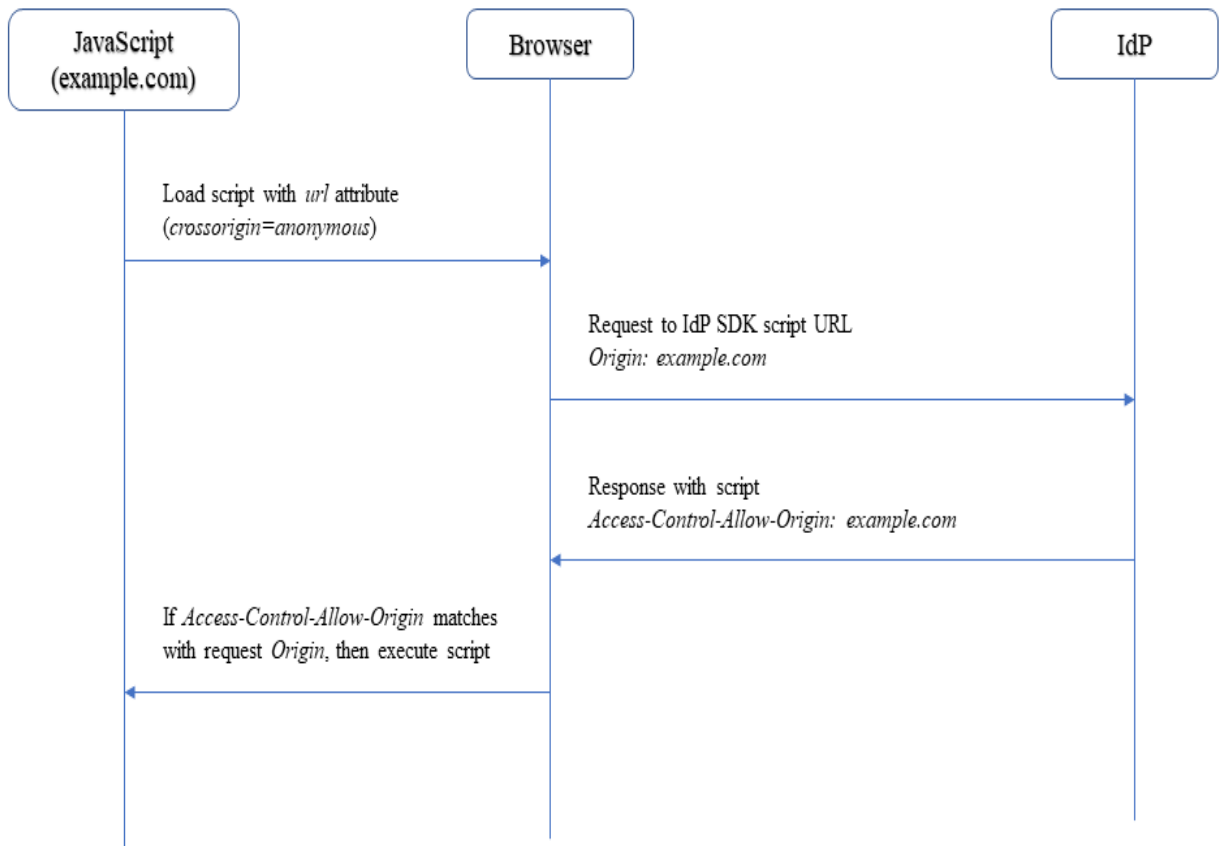 JavaScript
(example.com)
Browser
IdP
Load script with url attribute
(crossorigin=anonymous)
Request to IdP SDK script URL
Origin: example.com
Response with script
Access-Control-Allow-Origin: example.com
If Access-Control-Allow-Origin matches
with request Origin, then execute script